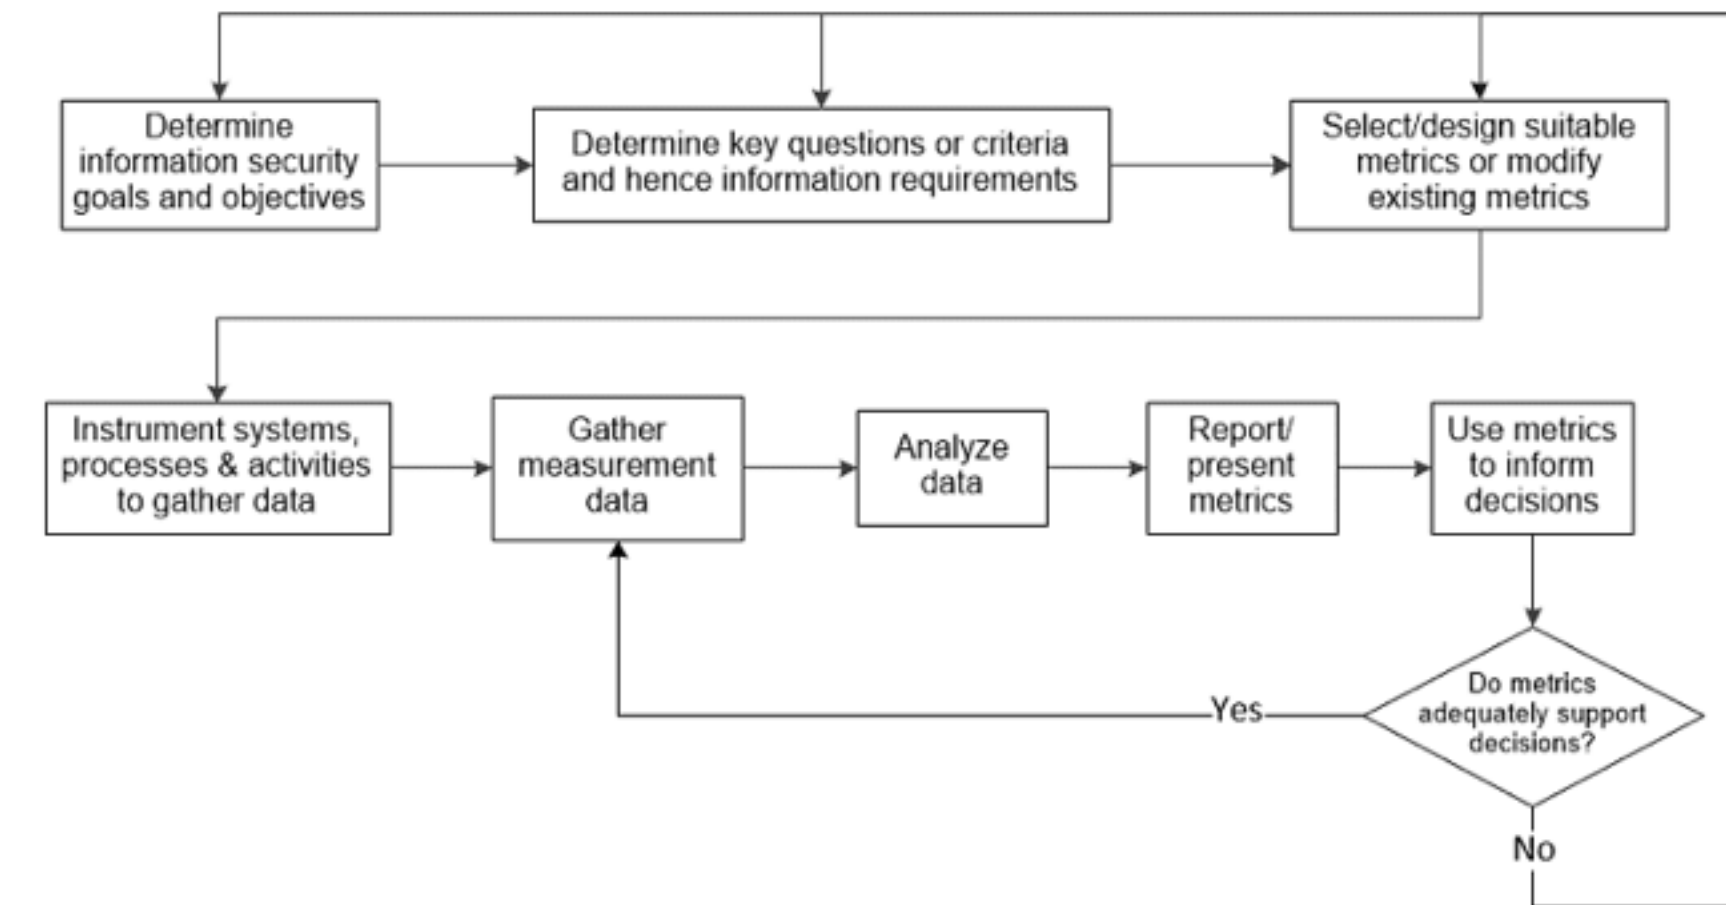 Determine
information security
goals and objectives
Determine key questions or criteria
and hence information requirements
Select/design suitable
metrics or modify
existing metrics
Instrument systems,
processes & activities
to gather data
Gather
measurement
data
Analyze
data
Report/
present
metrics
Use metrics
to inform
decisions
Do metrics
adequately support
decisions?
Yes
No